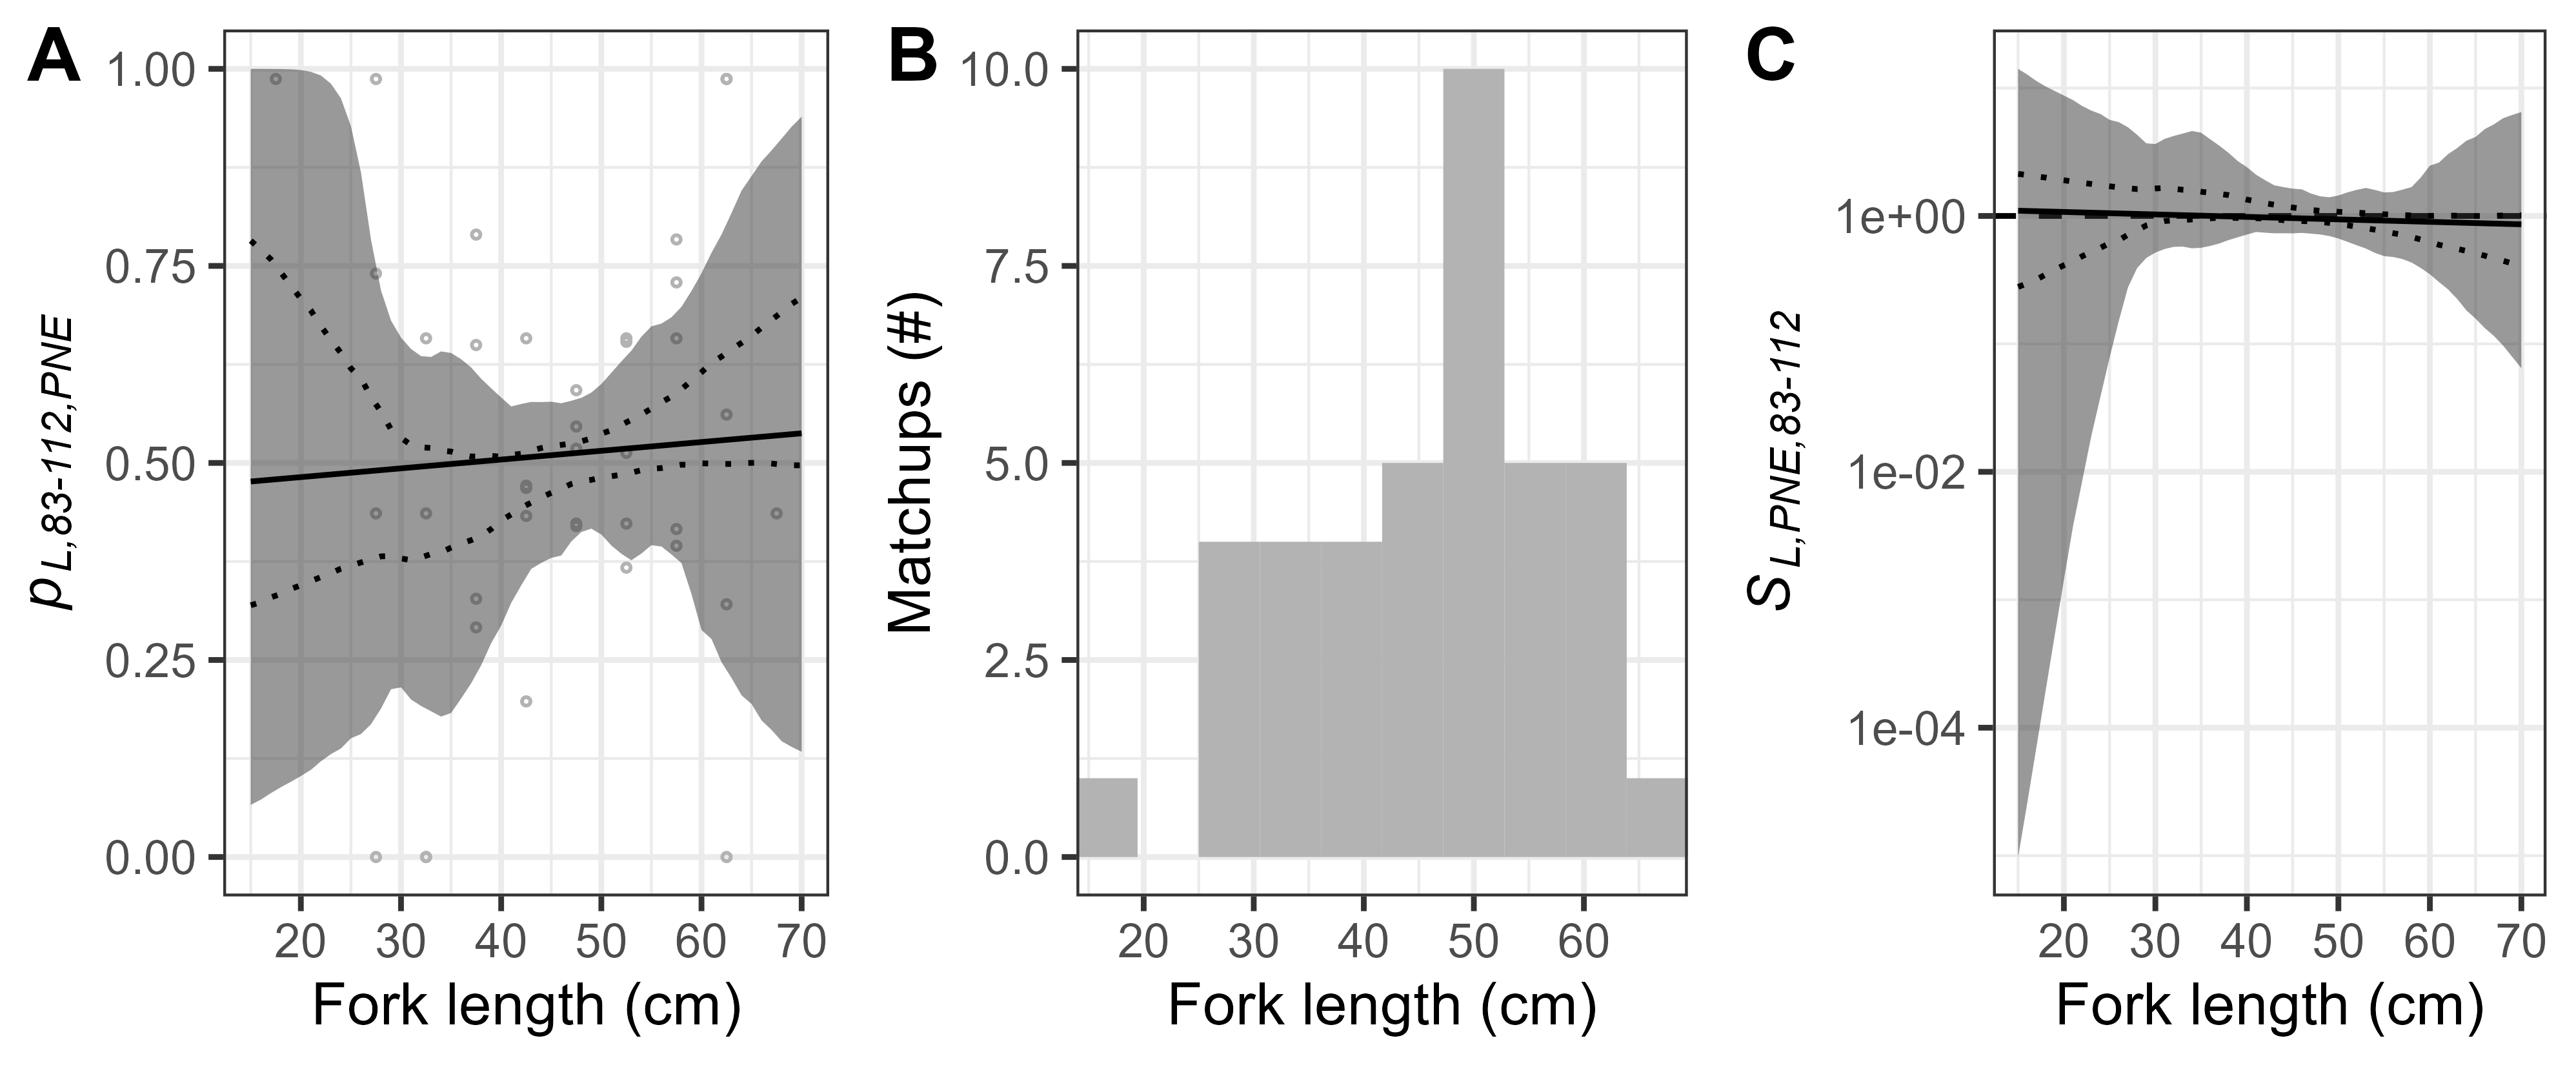 A
1.00
0.75
0.50
0.25
0.00
p L,83-112,PNE
20 30 40 50 60 70
Fork length (cm)
B
10.0
7.5
5.0
2.5
0.0
Matchups (#)
20 30 40 50 60
Fork length (cm)
C
1e+00
1e-02
1e-04
S L,PNE,83-112
20 30 40 50 60 70
Fork length (cm)